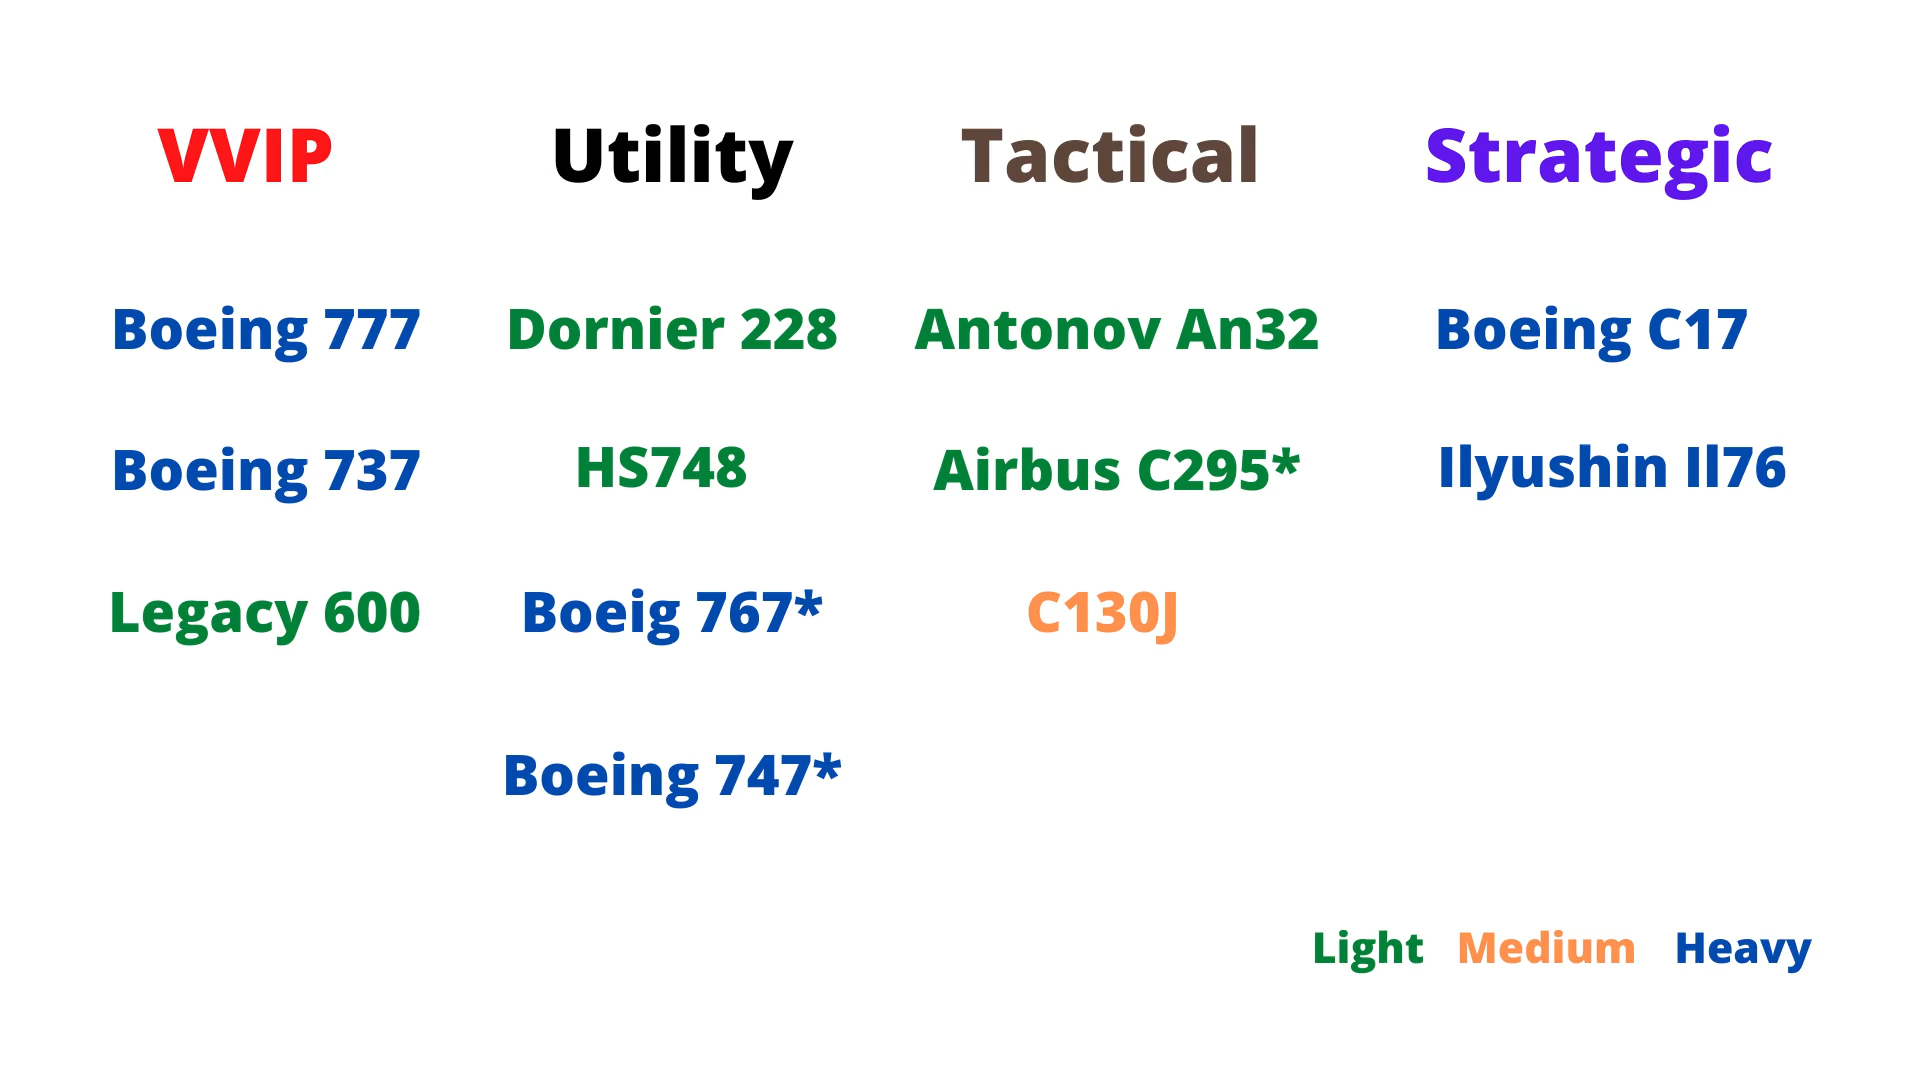 VVIP Utility Tactical Strategic
Boeing 777 Dornier 228 Antonov An32 Boeing C17
Boeing 737 HS748 Airbus C295* Ilyushin Il76
Legacy 600 Boeig 767* C130J
Boeing 747*
Light Medium Heavy